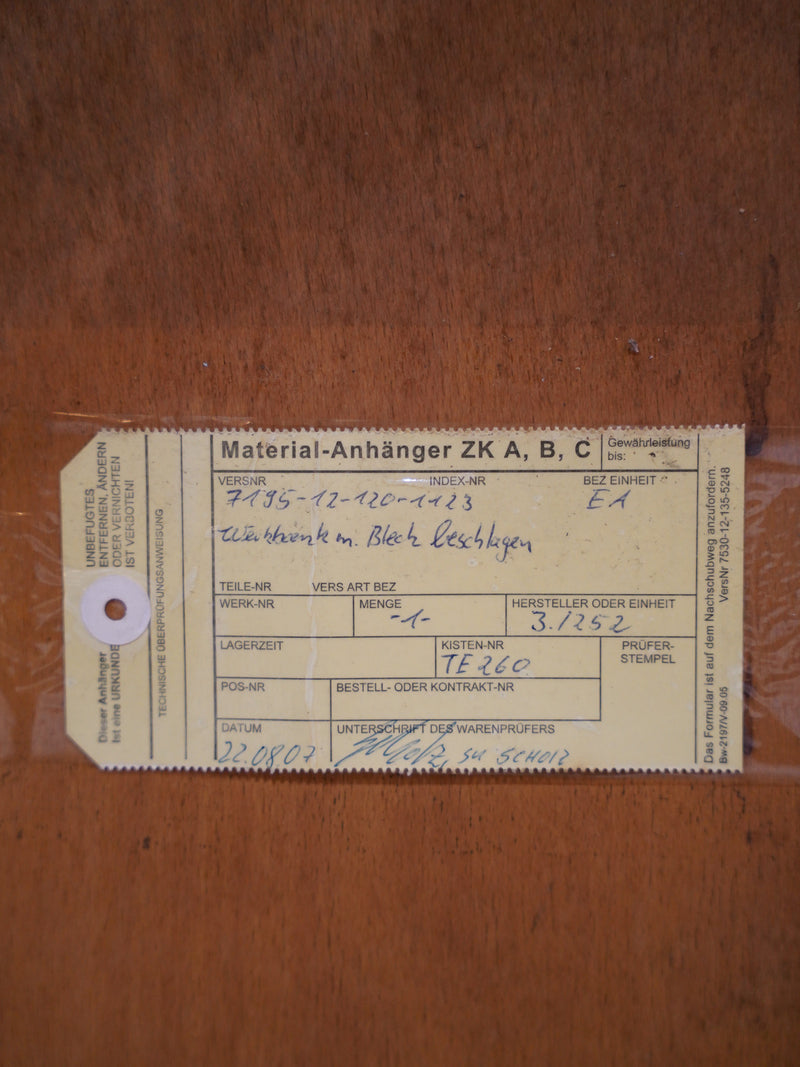 Material-Anhänger ZK A, B, C
Gewährleistung
bis:
VERSNR INDEX-NR BEZ EINHEIT
7195-12-120-1123 EA
Werkbank m. Blech beschlagen
TEILE-NR VERS ART BEZ
WERK-NR MENGE HERSTELLER ODER EINHEIT
-1- 3./252
LAGERZEIT KISTEN-NR PRÜFER-
STEMPEL
TE 260
POS-NR BESTELL- ODER KONTRAKT-NR
DATUM UNTERSCHRIFT DES WARENPRÜFERS
22.08.07 SU SCHOLZ
UNBEFUGTES
ENTFERNEN, ÄNDERN
ODER VERNICHTEN
IST VERBOTEN!
Dieser Anhänger
ist eine URKUNDE
TECHNISCHE ÜBERPRÜFUNGSANWEISUNG
Das Formular ist auf dem Nachschubweg anzufordern.
Bw-2197/V-09.05 VersNr 7530-12-135-5248